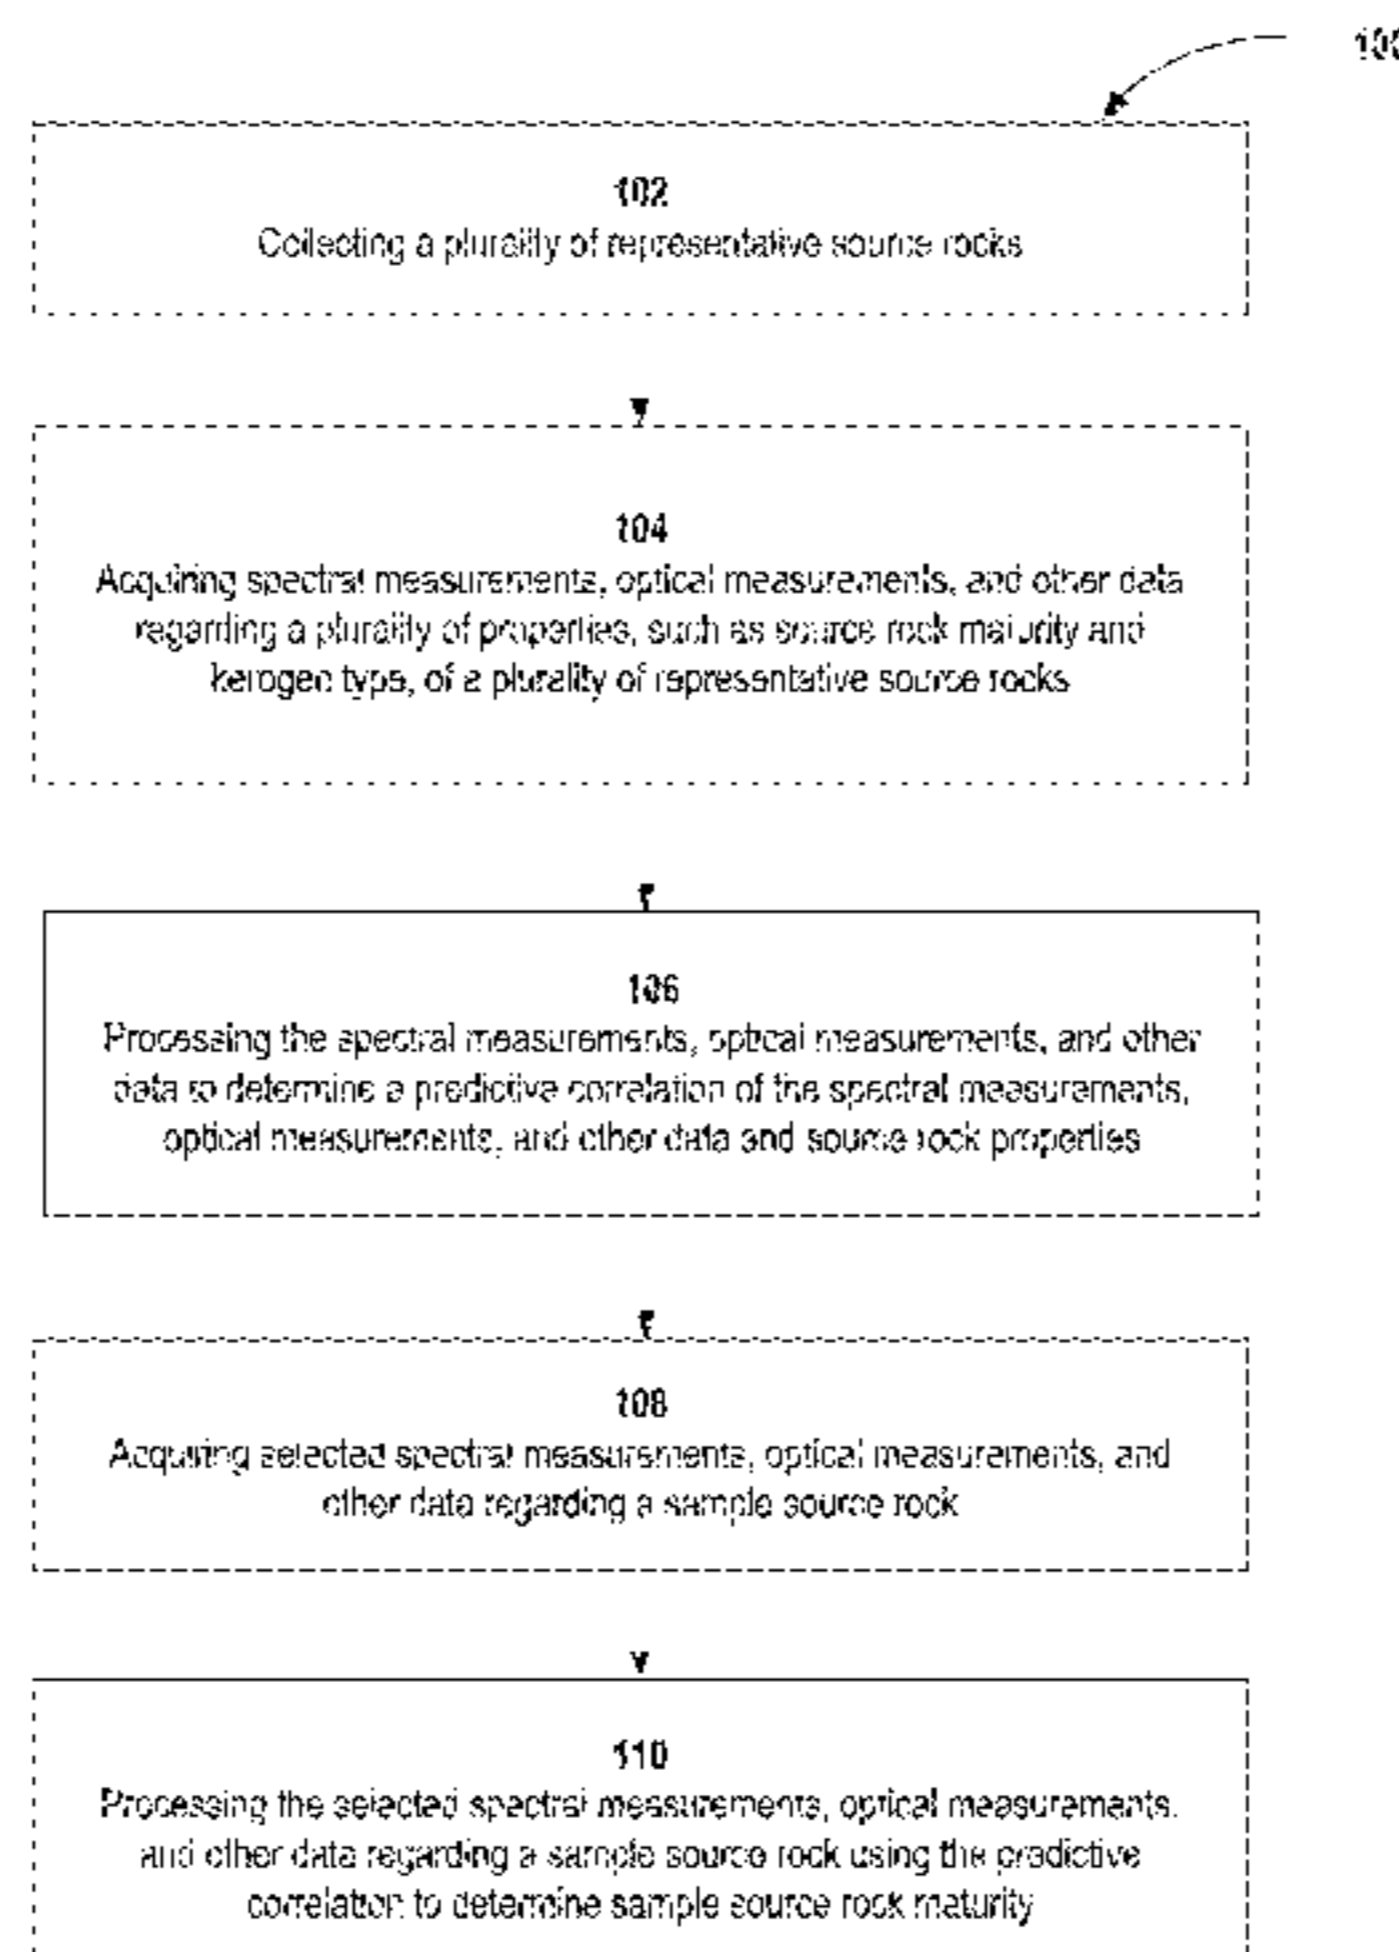 100
102
Collecting a plurality of representative source rocks
104
Acquiring spectral measurements, optical measurements, and other data
regarding a plurality of properties, such as source rock maturity and
kerogen type, of a plurality of representative source rocks
106
Processing the spectral measurements, optical measurements, and other
data to determine a predictive correlation of the spectral measurements,
optical measurements, and other data and source rock properties
108
Acquiring selected spectral measurements, optical measurements, and
other data regarding a sample source rock
110
Processing the selected spectral measurements, optical measurements,
and other data regarding a sample source rock using the predictive
correlation to determine sample source rock maturity